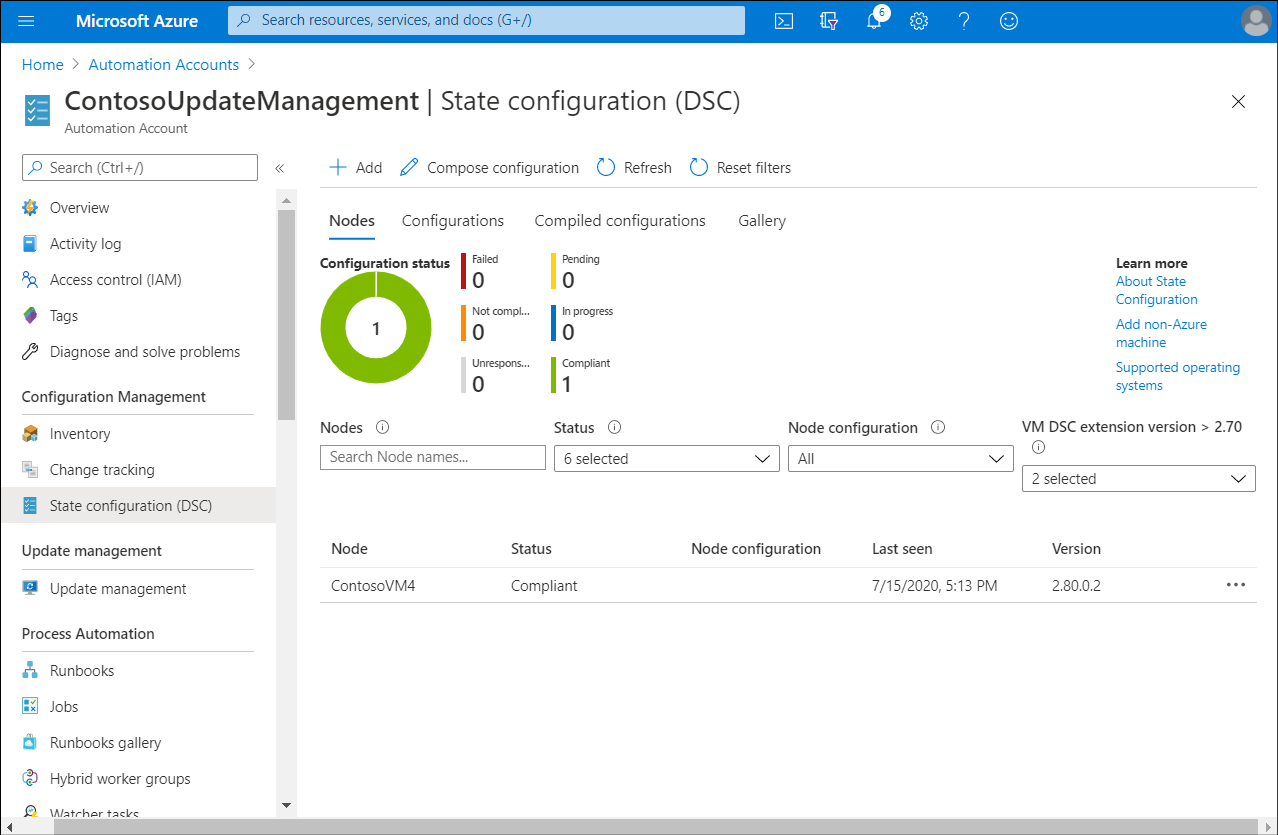 Microsoft Azure
Search resources, services, and docs (G+/)
6
Home > Automation Accounts >
ContosoUpdateManagement | State configuration (DSC)
Automation Account
Search (Ctrl+/)
«
Overview
Activity log
Access control (IAM)
Tags
Diagnose and solve problems
Configuration Management
Inventory
Change tracking
State configuration (DSC)
Update management
Update management
Process Automation
Runbooks
Jobs
Runbooks gallery
Hybrid worker groups
Watcher tasks
Add
Compose configuration
Refresh
Reset filters
Nodes
Configurations
Compiled configurations
Gallery
Configuration status
1
Failed
0
Pending
0
Not compl...
0
In progress
0
Unrespons...
0
Compliant
1
Learn more
About State
Configuration
Add non-Azure
machine
Supported operating
systems
Nodes
Search Node names...
Status
6 selected
Node configuration
All
VM DSC extension version > 2.70
2 selected
Node Status Node configuration Last seen Version
ContosoVM4 Compliant 7/15/2020, 5:13 PM 2.80.0.2